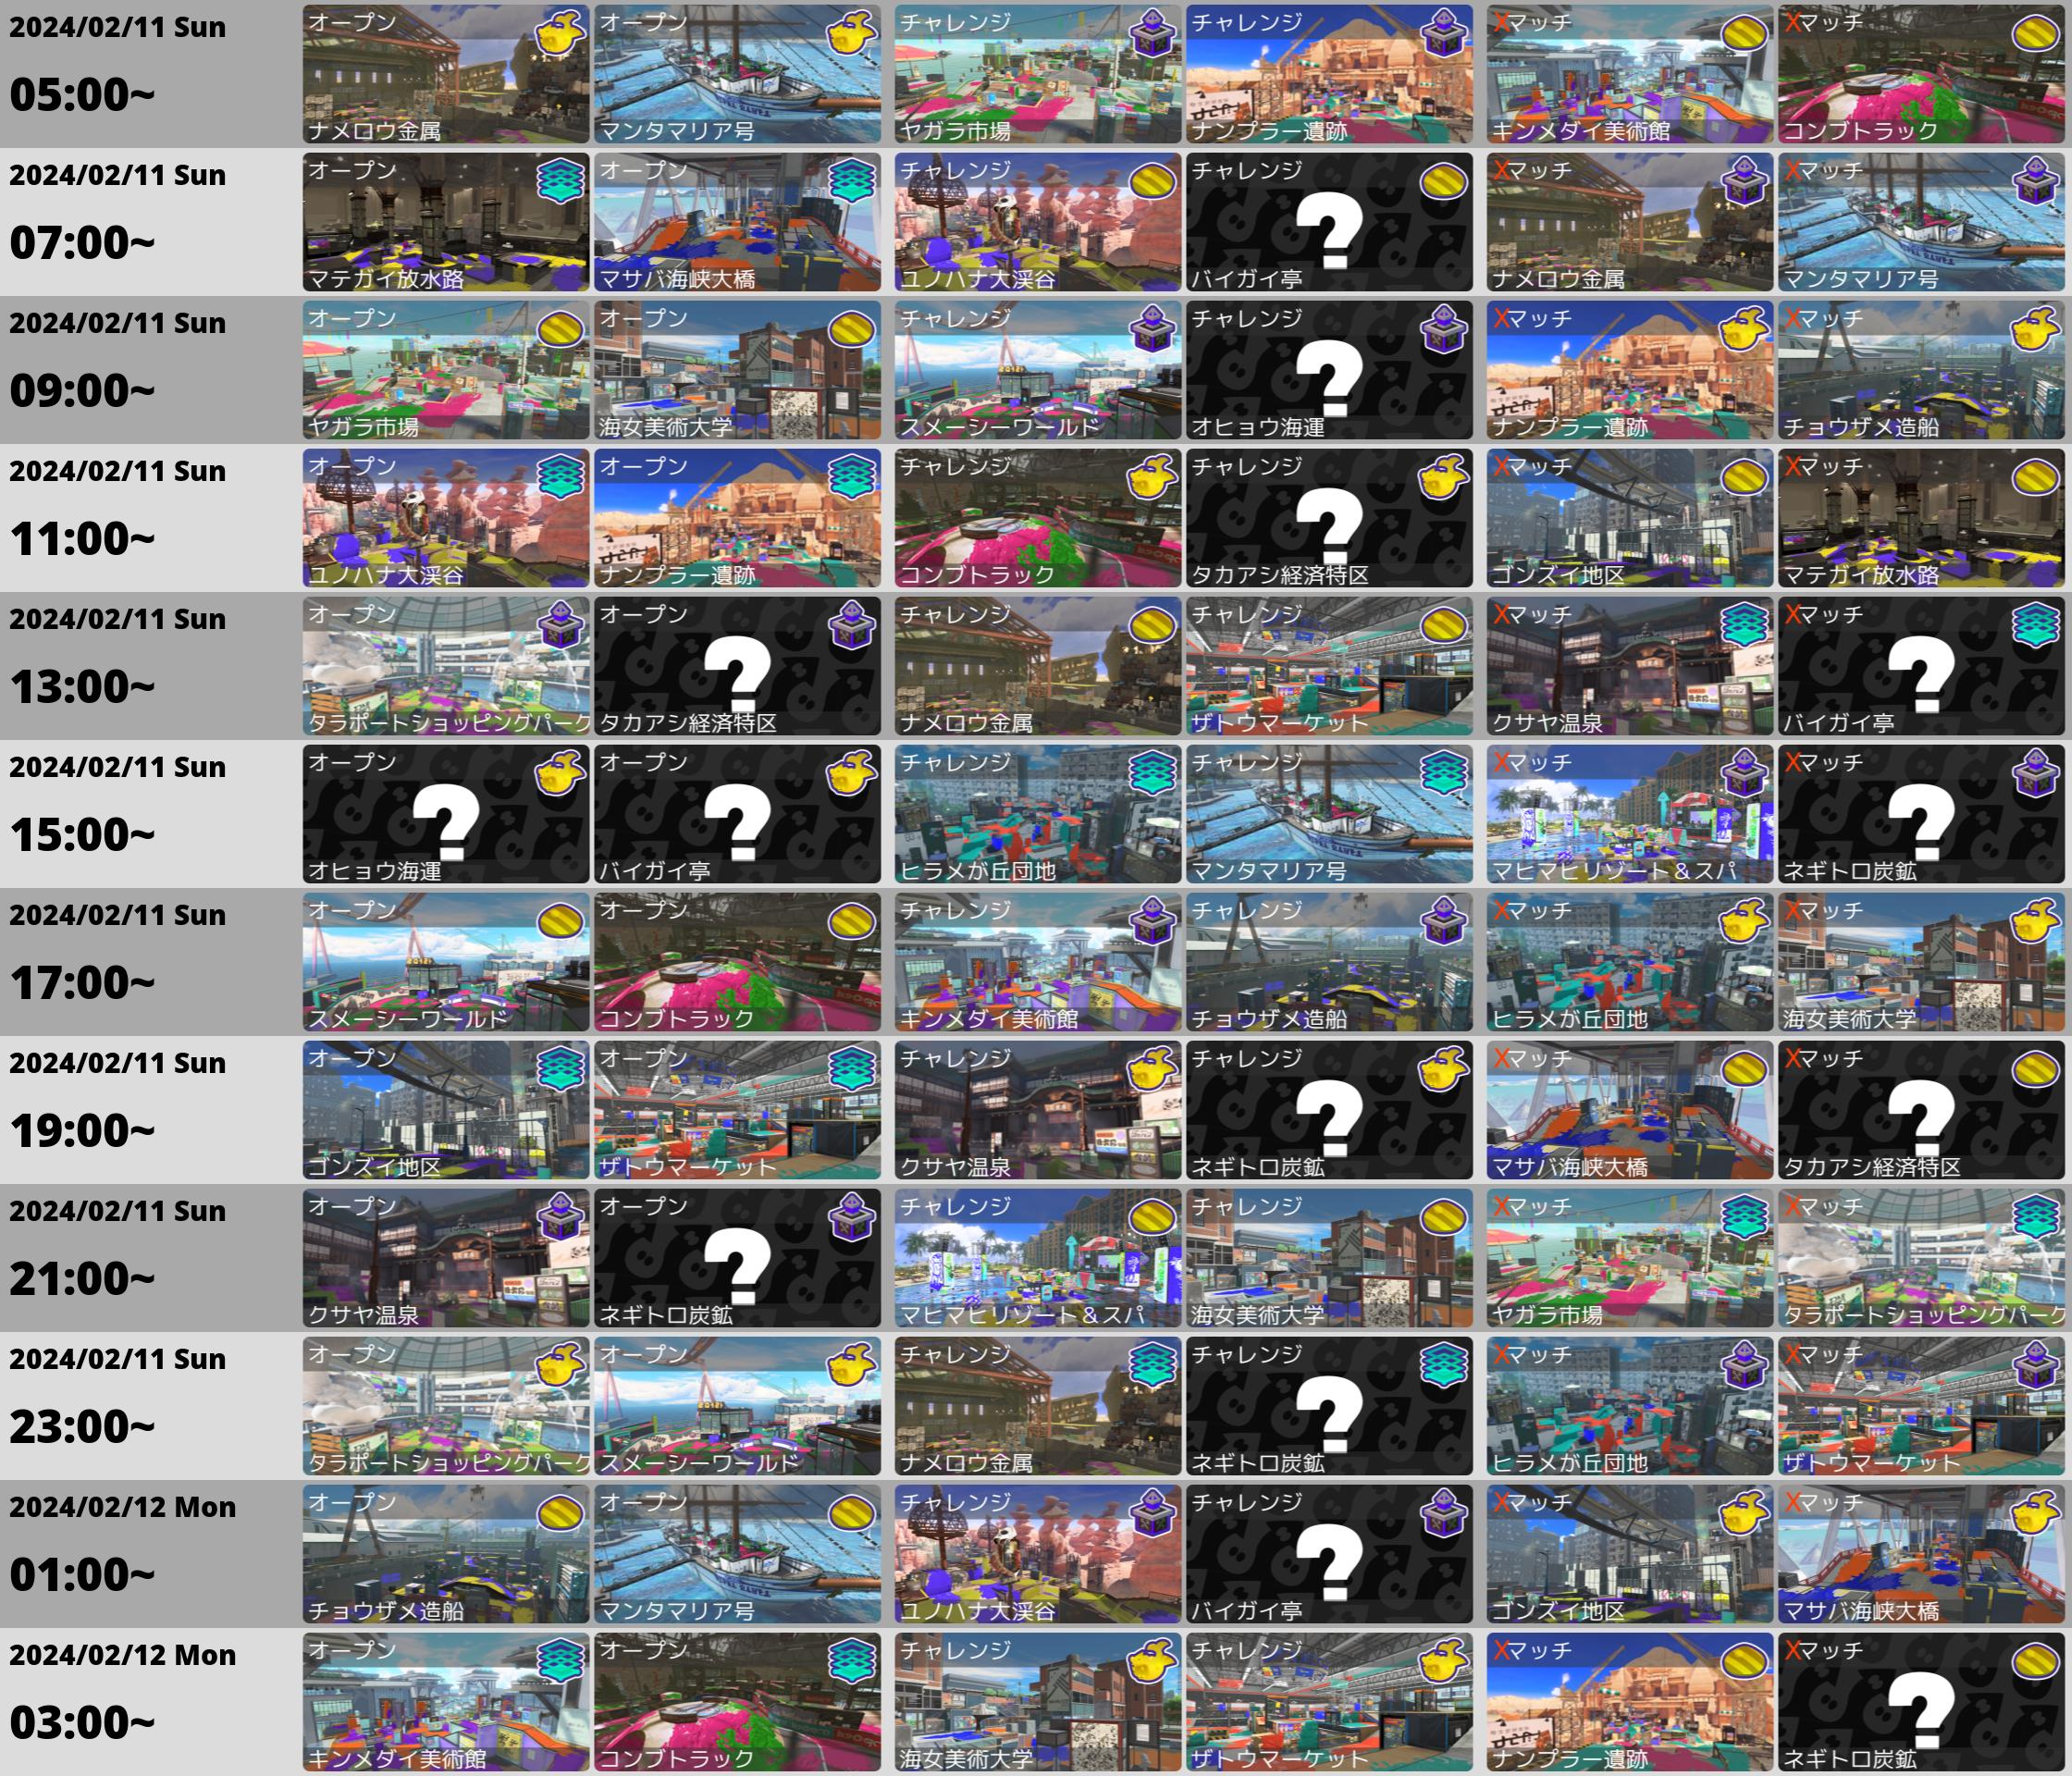 2024/02/11 Sun
05:00~
オープン オープン チャレンジ チャレンジ Xマッチ Xマッチ
ナメロウ金属 マンタマリア号 ヤガラ市場 ナンプラー遺跡 キンメダイ美術館 コンブトラック
2024/02/11 Sun
07:00~
オープン オープン チャレンジ チャレンジ Xマッチ Xマッチ
マテガイ放水路 マサバ海峡大橋 ユノハナ大渓谷 バイガイ亭 ナメロウ金属 マンタマリア号
2024/02/11 Sun
09:00~
オープン オープン チャレンジ チャレンジ Xマッチ Xマッチ
ヤガラ市場 海女美術大学 スメーシーワールド オヒョウ海運 ナンプラー遺跡 チョウザメ造船
2024/02/11 Sun
11:00~
オープン オープン チャレンジ チャレンジ Xマッチ Xマッチ
ユノハナ大渓谷 ナンプラー遺跡 コンブトラック タカアシ経済特区 ゴンズイ地区 マテガイ放水路
2024/02/11 Sun
13:00~
オープン オープン チャレンジ チャレンジ Xマッチ Xマッチ
タラポートショッピングパーク タカアシ経済特区 ナメロウ金属 ザトウマーケット クサヤ温泉 バイガイ亭
2024/02/11 Sun
15:00~
オープン オープン チャレンジ チャレンジ Xマッチ Xマッチ
オヒョウ海運 バイガイ亭 ヒラメが丘団地 マンタマリア号 マヒマヒリゾート＆スパ ネギトロ炭鉱
2024/02/11 Sun
17:00~
オープン オープン チャレンジ チャレンジ Xマッチ Xマッチ
スメーシーワールド コンブトラック キンメダイ美術館 チョウザメ造船 ヒラメが丘団地 海女美術大学
2024/02/11 Sun
19:00~
オープン オープン チャレンジ チャレンジ Xマッチ Xマッチ
ゴンズイ地区 ザトウマーケット クサヤ温泉 ネギトロ炭鉱 マサバ海峡大橋 タカアシ経済特区
2024/02/11 Sun
21:00~
オープン オープン チャレンジ チャレンジ Xマッチ Xマッチ
クサヤ温泉 ネギトロ炭鉱 マヒマヒリゾート＆スパ 海女美術大学 ヤガラ市場 タラポートショッピングパーク
2024/02/11 Sun
23:00~
オープン オープン チャレンジ チャレンジ Xマッチ Xマッチ
タラポートショッピングパーク スメーシーワールド ナメロウ金属 ネギトロ炭鉱 ヒラメが丘団地 ザトウマーケット
2024/02/12 Mon
01:00~
オープン オープン チャレンジ チャレンジ Xマッチ Xマッチ
チョウザメ造船 マンタマリア号 ユノハナ大渓谷 バイガイ亭 ゴンズイ地区 マサバ海峡大橋
2024/02/12 Mon
03:00~
オープン オープン チャレンジ チャレンジ Xマッチ Xマッチ
キンメダイ美術館 コンブトラック 海女美術大学 ザトウマーケット ナンプラー遺跡 ネギトロ炭鉱